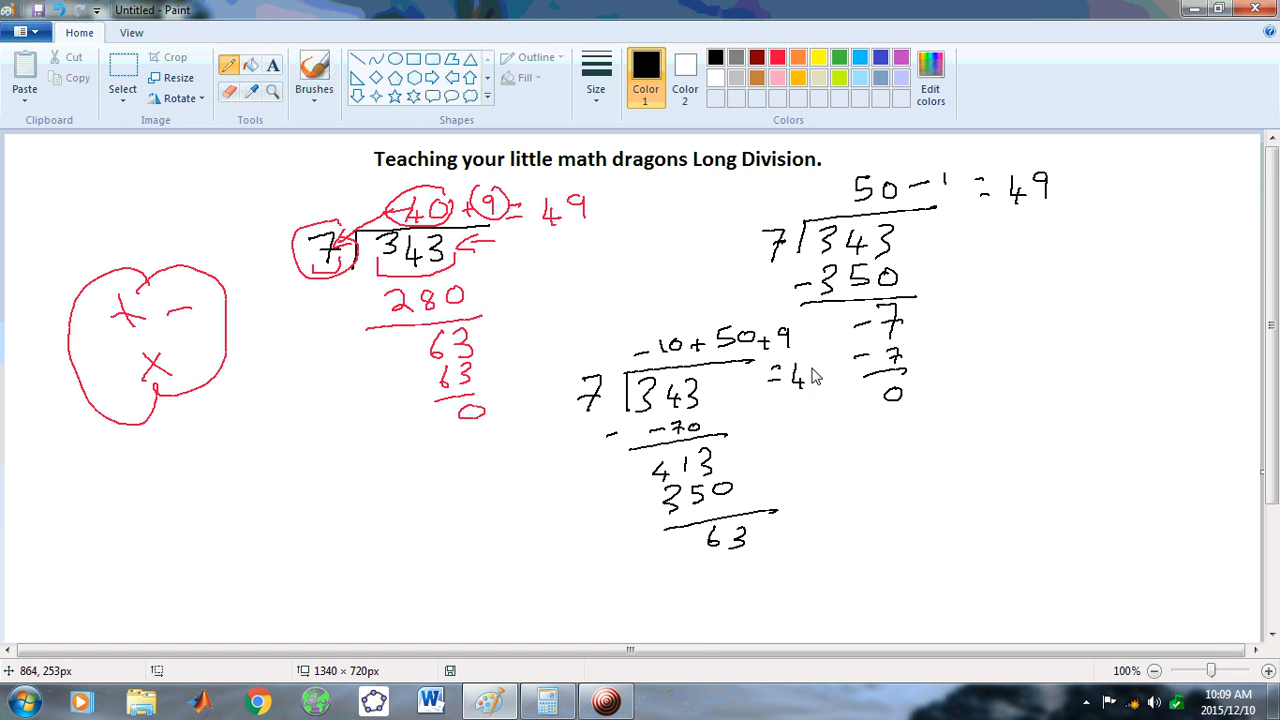 Untitled - Paint
Home
View
Paste
Cut
Copy
Clipboard
Select
Crop
Resize
Rotate
Image
Tools
Brushes
Shapes
Outline
Fill
Size
Color 1
Color 2
Edit colors
Colors
Teaching your little math dragons Long Division.
40 + 9 = 49
7 343
280
63
63
0
+ -
x
50 - 1 = 49
7 343
- 350
- 7
- 7
0
- 10 + 50 + 9
= 4
7 343
- - 70
413
350
63
864, 253px
1340 × 720px
100%
W
10:09 AM
2015/12/10